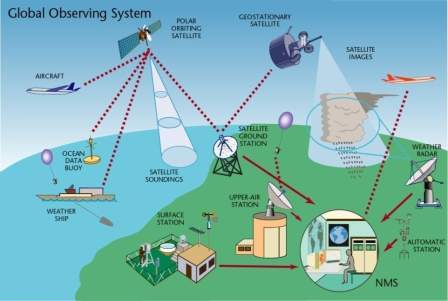 Global Observing System
POLAR
ORBITING
SATELLITE
GEOSTATIONARY
SATELLITE
SATELLITE
IMAGES
AIRCRAFT
OCEAN
DATA
BUOY
SATELLITE
SOUNDINGS
SATELLITE
GROUND
STATION
WEATHER
RADAR
WEATHER
SHIP
SURFACE
STATION
UPPER-AIR
STATION
AUTOMATIC
STATION
NMS